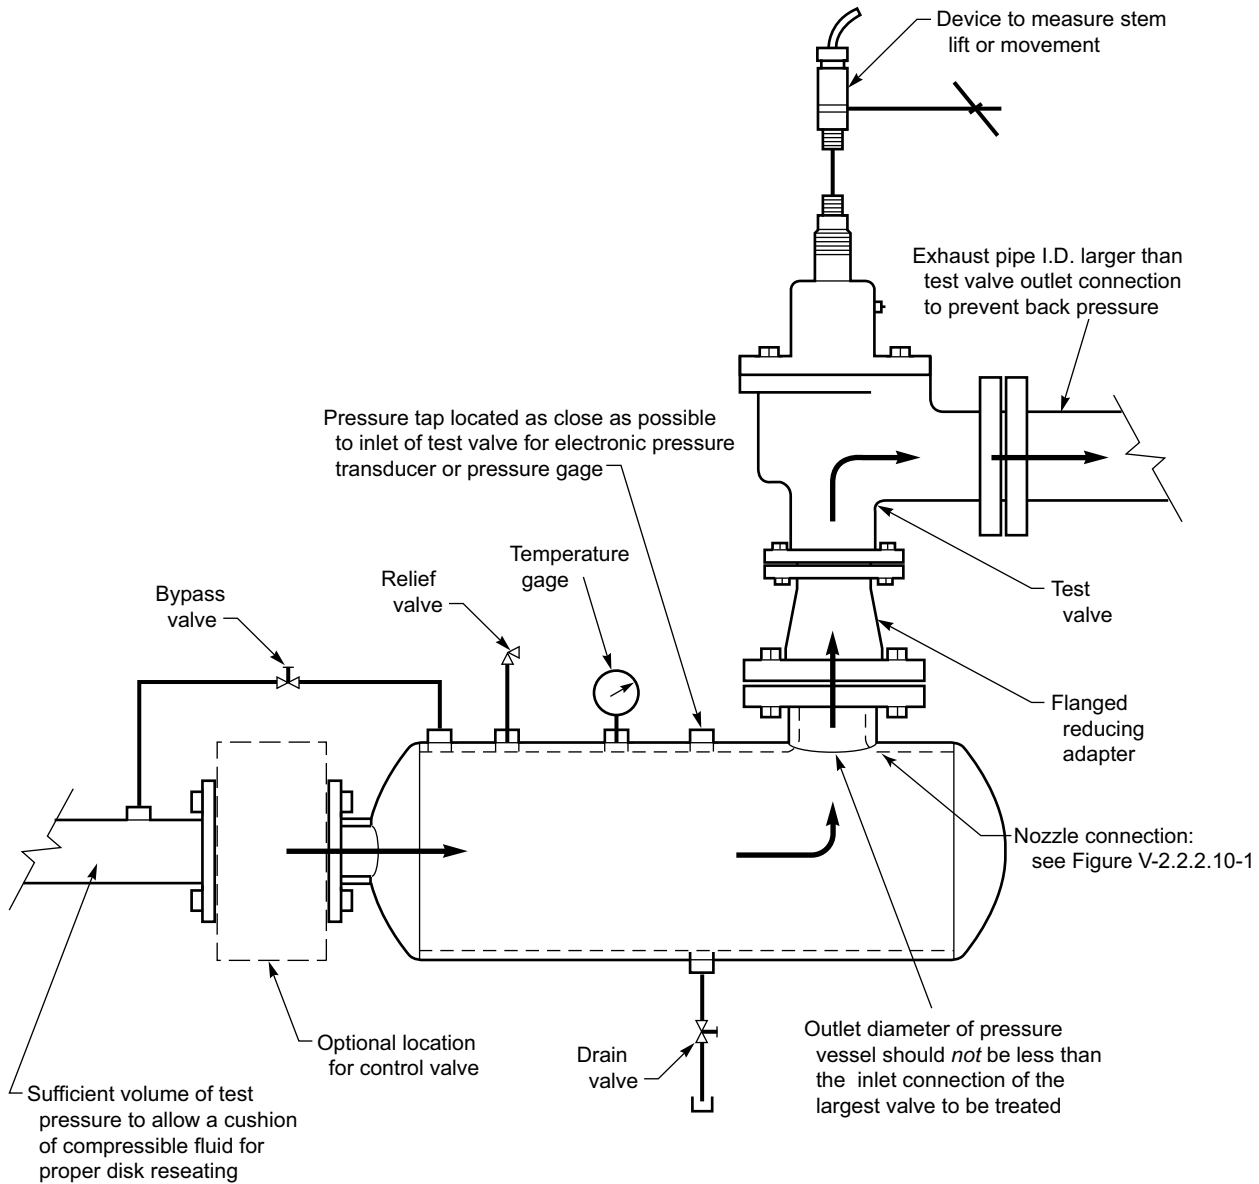 Device to measure stem
lift or movement
Exhaust pipe I.D. larger than
test valve outlet connection
to prevent back pressure
Pressure tap located as close as possible
to inlet of test valve for electronic pressure
transducer or pressure gage
Temperature
gage
Relief
valve
Bypass
valve
Test
valve
Flanged
reducing
adapter
Nozzle connection:
see Figure V-2.2.2.10-1
Optional location
for control valve
Drain
valve
Outlet diameter of pressure
vessel should not be less than
the inlet connection of the
largest valve to be treated
Sufficient volume of test
pressure to allow a cushion
of compressible fluid for
proper disk reseating